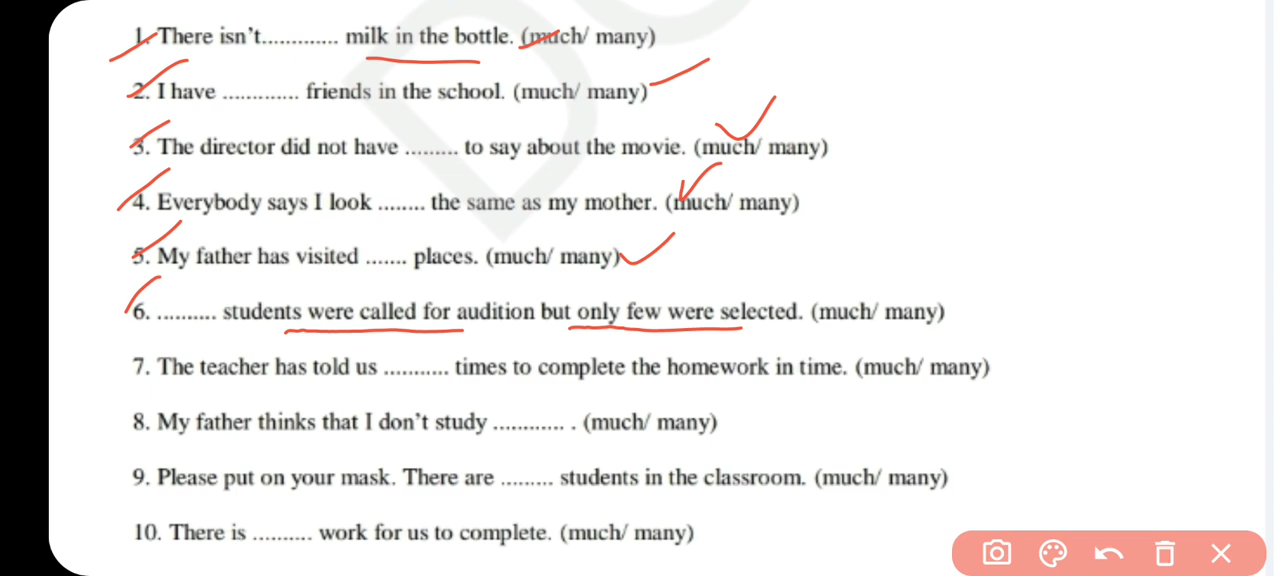 1. There isn't............. milk in the bottle. (much/ many)
2. I have ............. friends in the school. (much/ many)
3. The director did not have ......... to say about the movie. (much/ many)
4. Everybody says I look ........ the same as my mother. (much/ many)
5. My father has visited ....... places. (much/ many)
6. .......... students were called for audition but only few were selected. (much/ many)
7. The teacher has told us ........... times to complete the homework in time. (much/ many)
8. My father thinks that I don't study ............ . (much/ many)
9. Please put on your mask. There are ......... students in the classroom. (much/ many)
10. There is .......... work for us to complete. (much/ many)